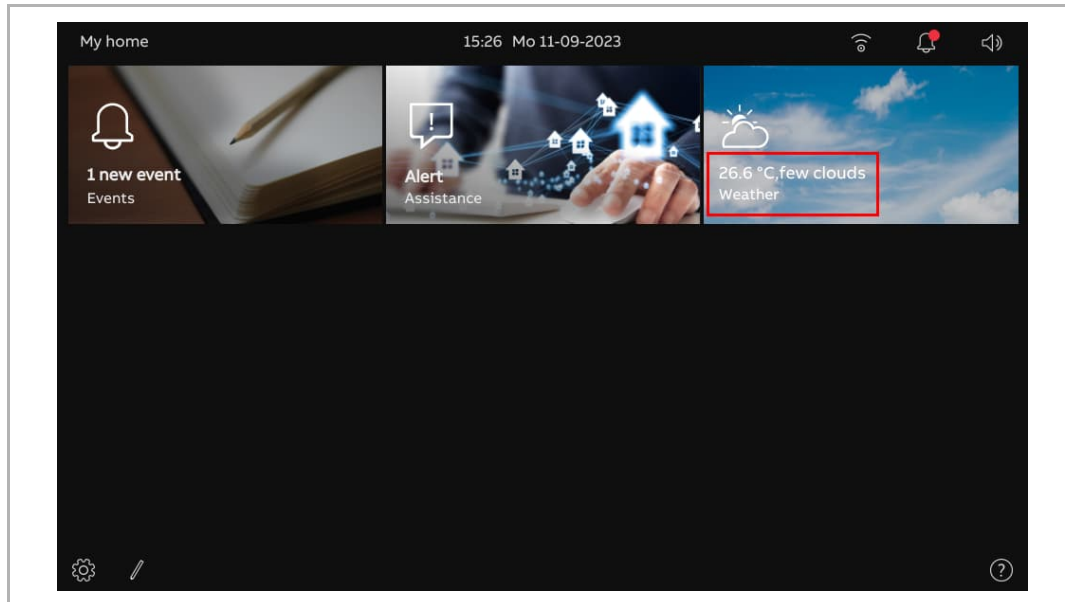 My home
15:26 Mo 11-09-2023
1 new event
Events
Alert
Assistance
26.6 °C,few clouds
Weather